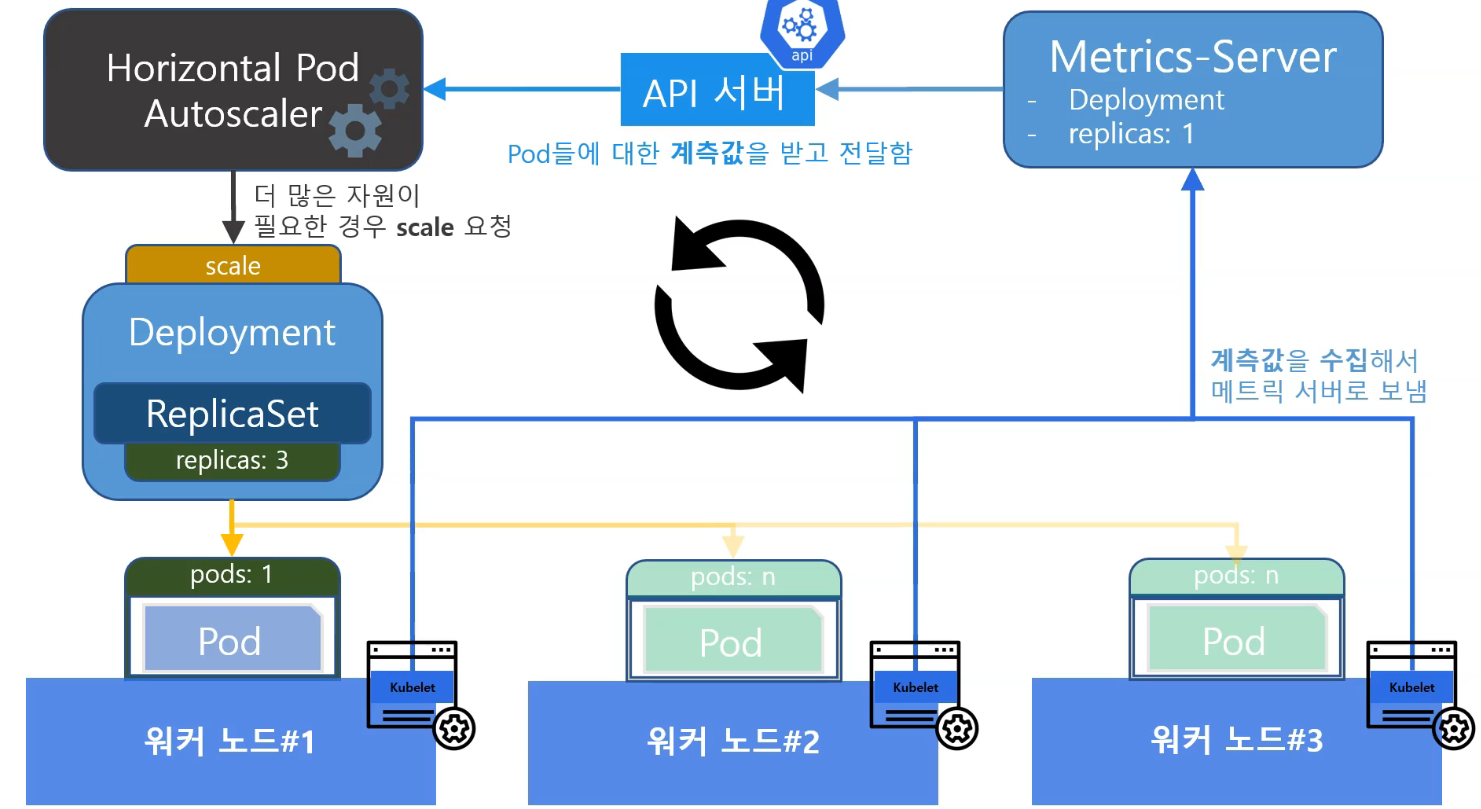 Horizontal Pod
Autoscaler
api
API 서버
Pod들에 대한 계측값을 받고 전달함
Metrics-Server
- Deployment
- replicas: 1
더 많은 자원이
필요한 경우 scale 요청
scale
Deployment
ReplicaSet
replicas: 3
계측값을 수집해서
메트릭 서버로 보냄
pods: 1
Pod
Kubelet
워커 노드#1
pods: n
Pod
Kubelet
워커 노드#2
pods: n
Pod
Kubelet
워커 노드#3